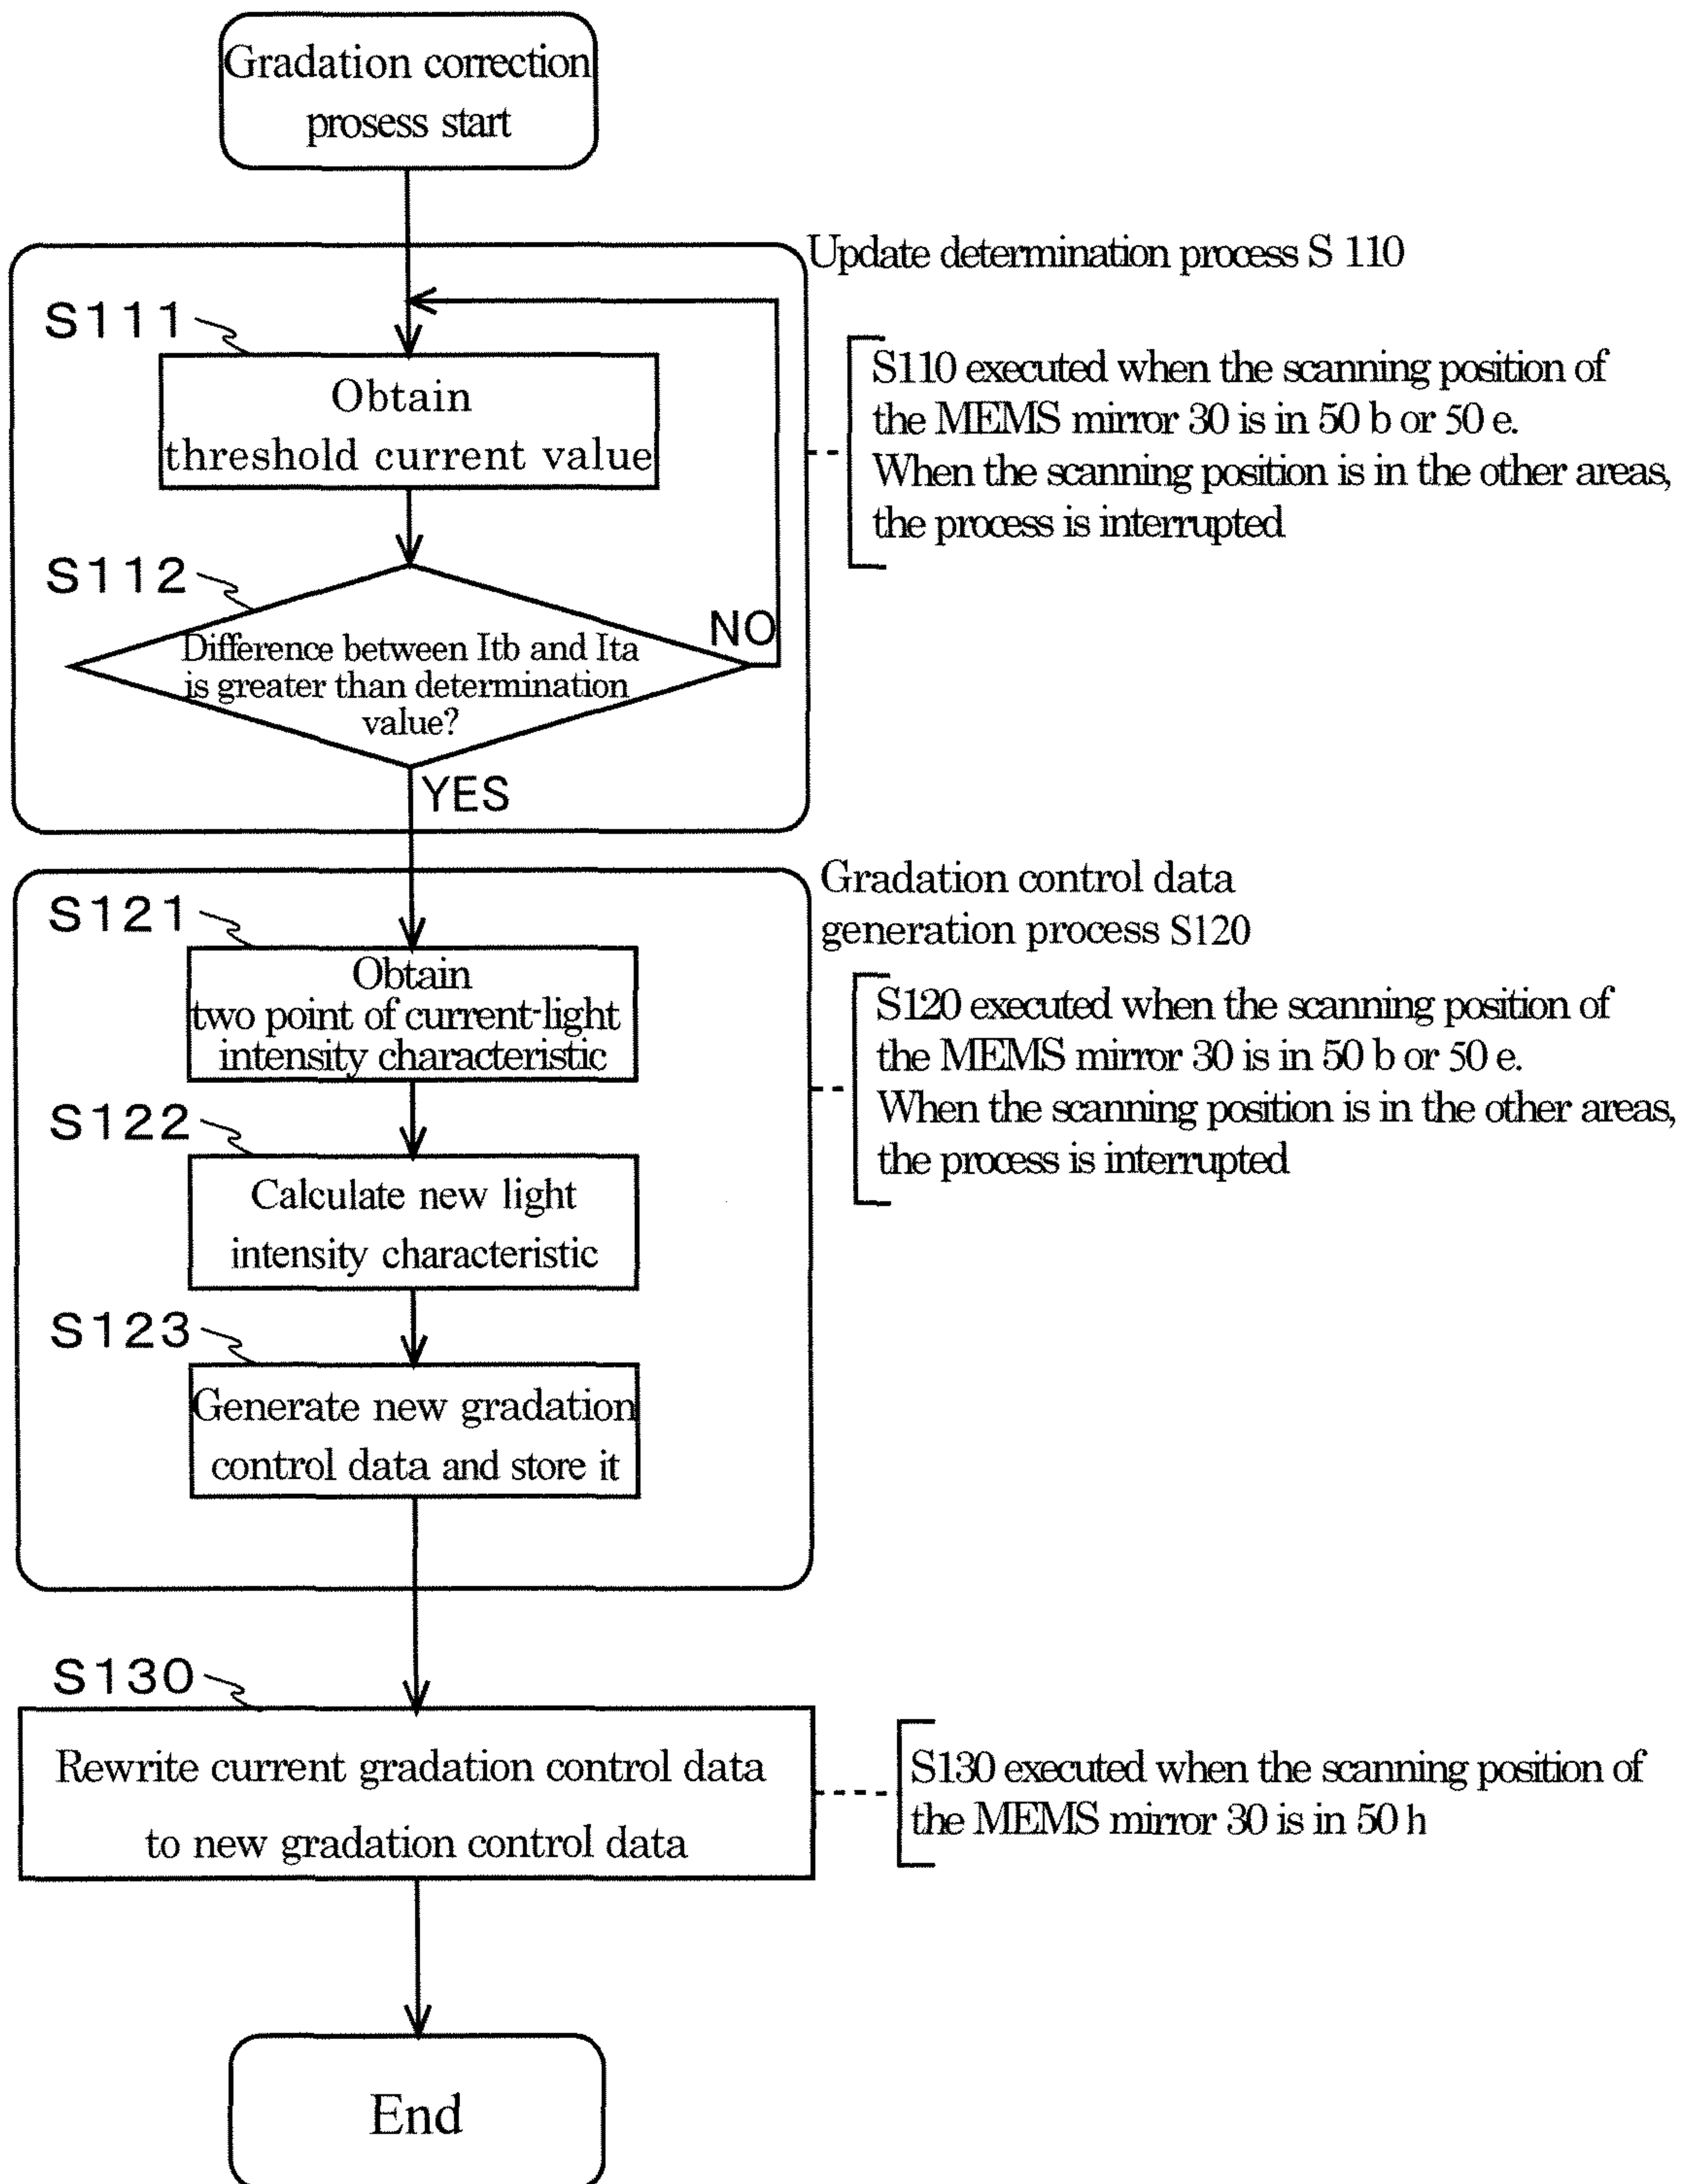 Gradation correction
prosess start
Update determination process S 110
S111
Obtain
threshold current value
S110 executed when the scanning position of
the MEMS mirror 30 is in 50 b or 50 e.
When the scanning position is in the other areas,
the process is interrupted
S112
Difference between Itb and Ita
is greater than determination
value?
NO
YES
Gradation control data
generation process S120
S121
Obtain
two point of current-light
intensity characteristic
S120 executed when the scanning position of
the MEMS mirror 30 is in 50 b or 50 e.
When the scanning position is in the other areas,
the process is interrupted
S122
Calculate new light
intensity characteristic
S123
Generate new gradation
control data and store it
S130
Rewrite current gradation control data
to new gradation control data
S130 executed when the scanning position of
the MEMS mirror 30 is in 50 h
End